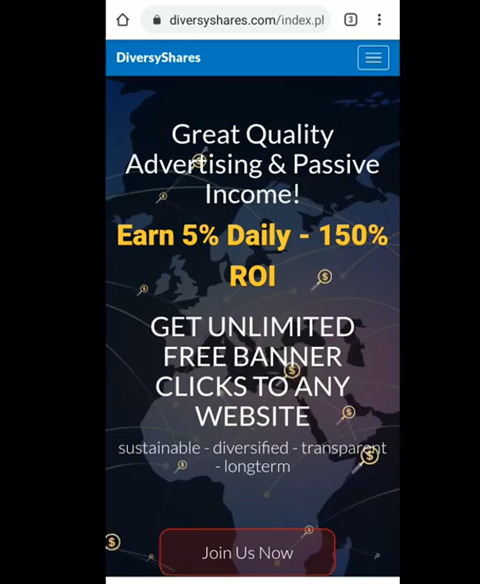 diversyshares.com/index.pl
3
DiversyShares
Great Quality
Advertising & Passive
Income!
Earn 5% Daily - 150%
ROI
GET UNLIMITED
FREE BANNER
CLICKS TO ANY
WEBSITE
sustainable - diversified - transparent
- longterm
Join Us Now